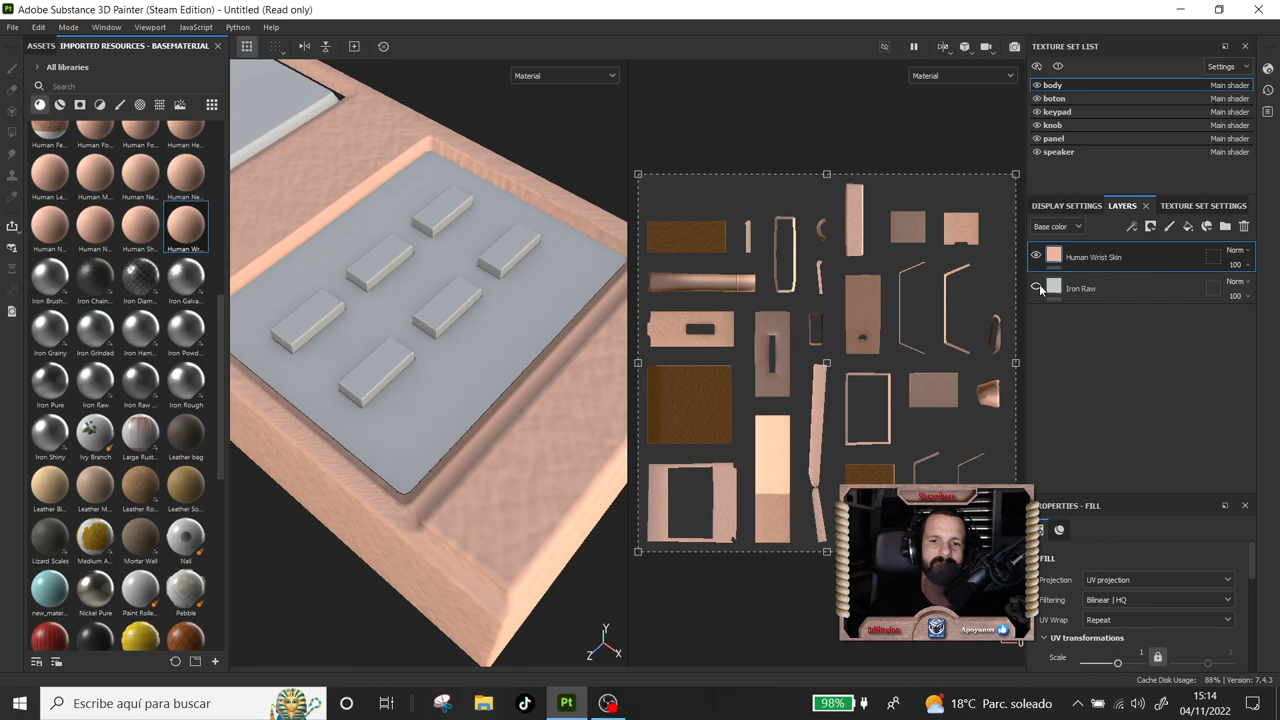 Adobe Substance 3D Painter (Steam Edition) - Untitled (Read only)
File Edit Mode Window Viewport JavaScript Python Help
ASSETS IMPORTED RESOURCES - BASEMATERIAL
All libraries
Search
Human Fo... Human Fo... Human He...
Human Le... Human M... Human Ne... Human Ne...
Human N... Human N... Human Sh... Human Wr...
Iron Brush... Iron Chain... Iron Diam... Iron Galva...
Iron Grainy Iron Grinded Iron Ham... Iron Powd...
Iron Pure Iron Raw Iron Raw ... Iron Rough
Iron Shiny Ivy Branch Large Rust... Leather bag
Leather Bi... Leather M... Leather Ro... Leather So...
Lizard Scales Medium A... Mortar Wall Nail
new_mater... Nickel Pure Paint Rolle... Pebble
Material
Y
Z X
Material
U
Suscribete
Apoyanos
TEXTURE SET LIST
Settings
body Main shader
boton Main shader
keypad Main shader
knob Main shader
panel Main shader
speaker Main shader
DISPLAY SETTINGS LAYERS TEXTURE SET SETTINGS
Base color
Human Wrist Skin Norm
100
Iron Raw Norm
100
PROPERTIES - FILL
FILL
Projection UV projection
Filtering Bilinear | HQ
UV Wrap Repeat
UV transformations
Scale 1 1
Cache Disk Usage: 88% | Version: 7.4.3
Escribe aquí para buscar
Pt
98%
18°C Parc. soleado
15:14
04/11/2022